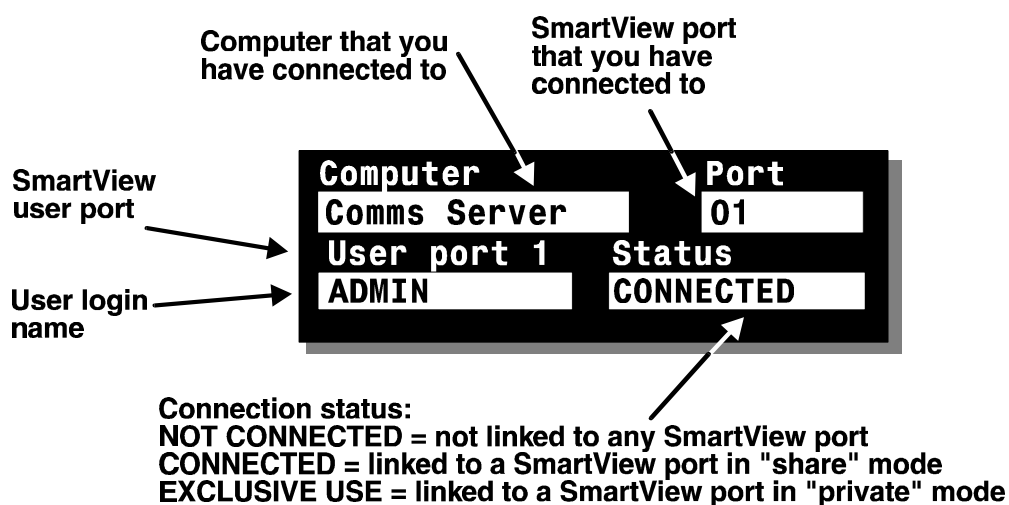 Computer that you
have connected to
SmartView port
that you have
connected to
SmartView
user port
User login
name
Computer Port
Comms Server 01
User port 1 Status
ADMIN CONNECTED
Connection status:
NOT CONNECTED = not linked to any SmartView port
CONNECTED = linked to a SmartView port in "share" mode
EXCLUSIVE USE = linked to a SmartView port in "private" mode